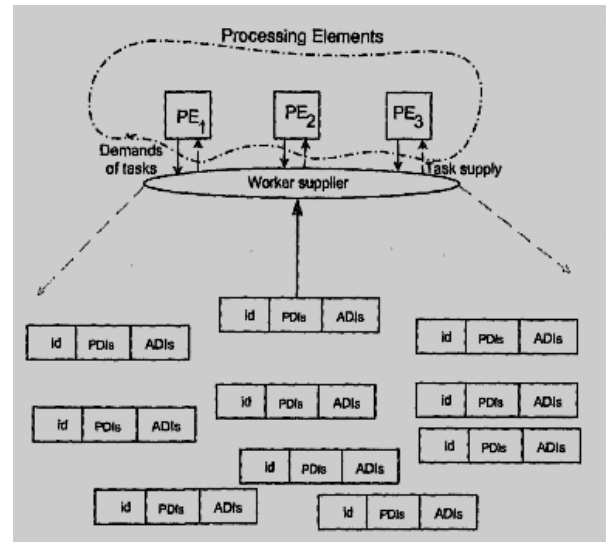 Processing Elements
PE1 PE2 PE3
Demands of tasks
Task supply
Worker supplier
id PDIs ADIs
id PDIs ADIs
id PDIs ADIs
id PDIs ADIs
id PDIs ADIs
id PDIs ADIs
id PDIs ADIs
id PDIs ADIs
id PDIs ADIs
id PDIs ADIs